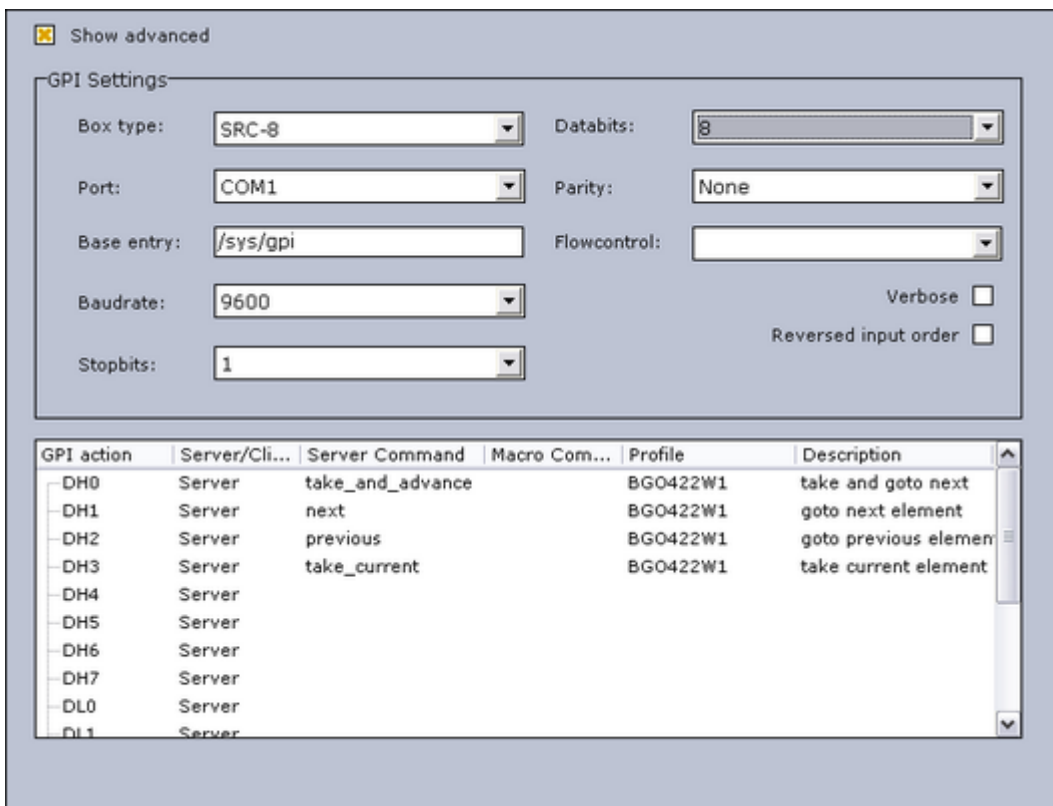 Show advanced
GPI Settings
Box type: SRC-8 Databits: 8
Port: COM1 Parity: None
Base entry: /sys/gpi Flowcontrol:
Baudrate: 9600 Verbose
Reversed input order
Stopbits: 1
GPI action Server/Cli... Server Command Macro Com... Profile Description
DH0 Server take_and_advance BGO422W1 take and goto next
DH1 Server next BGO422W1 goto next element
DH2 Server previous BGO422W1 goto previous elemen
DH3 Server take_current BGO422W1 take current element
DH4 Server
DH5 Server
DH6 Server
DH7 Server
DL0 Server
DL1 Server